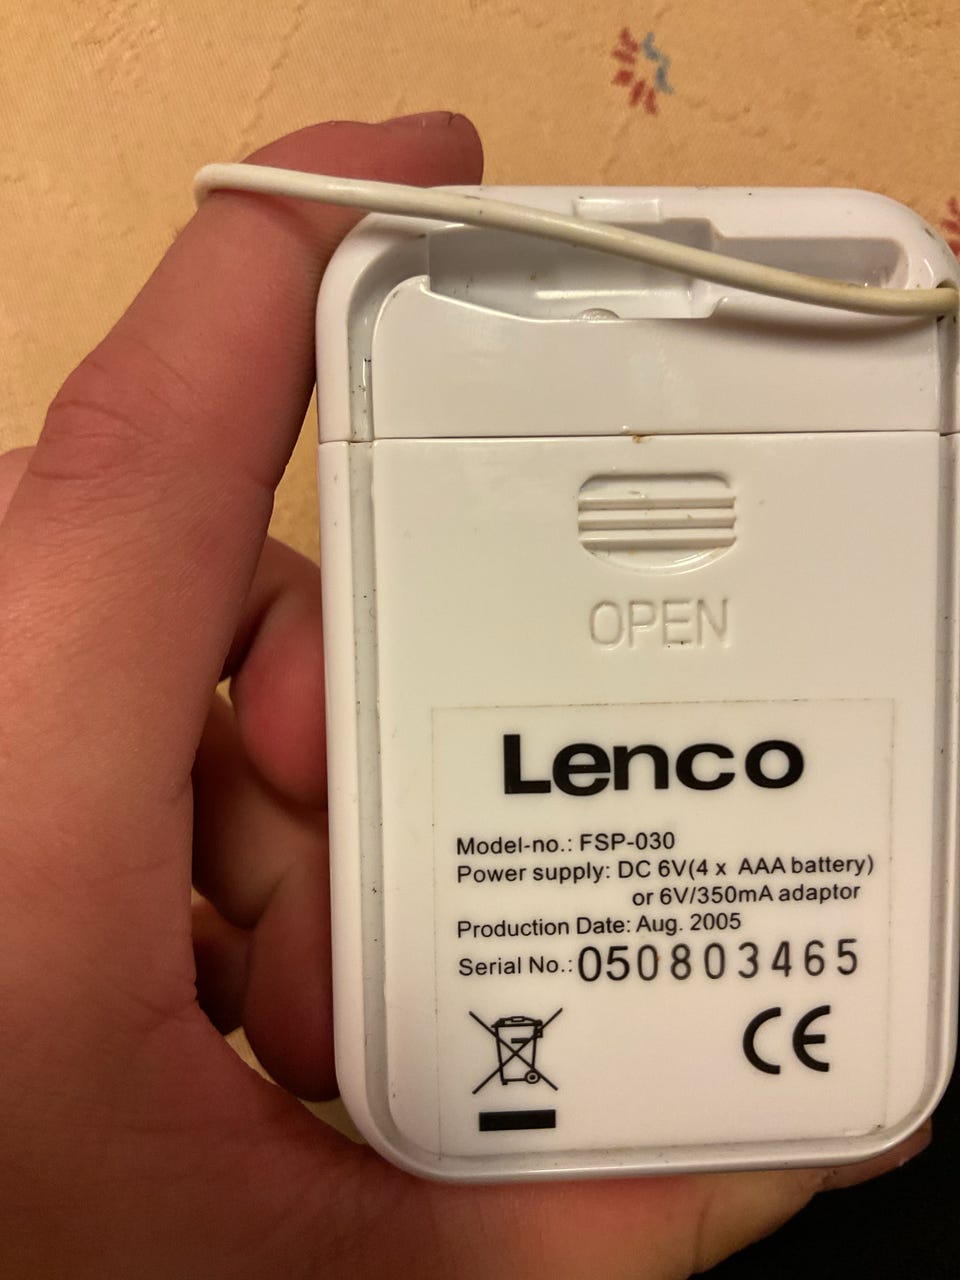 OPEN
Lenco
Model-no.: FSP-030
Power supply: DC 6V(4 x AAA battery)
or 6V/350mA adaptor
Production Date: Aug. 2005
Serial No.: 050803465
CE